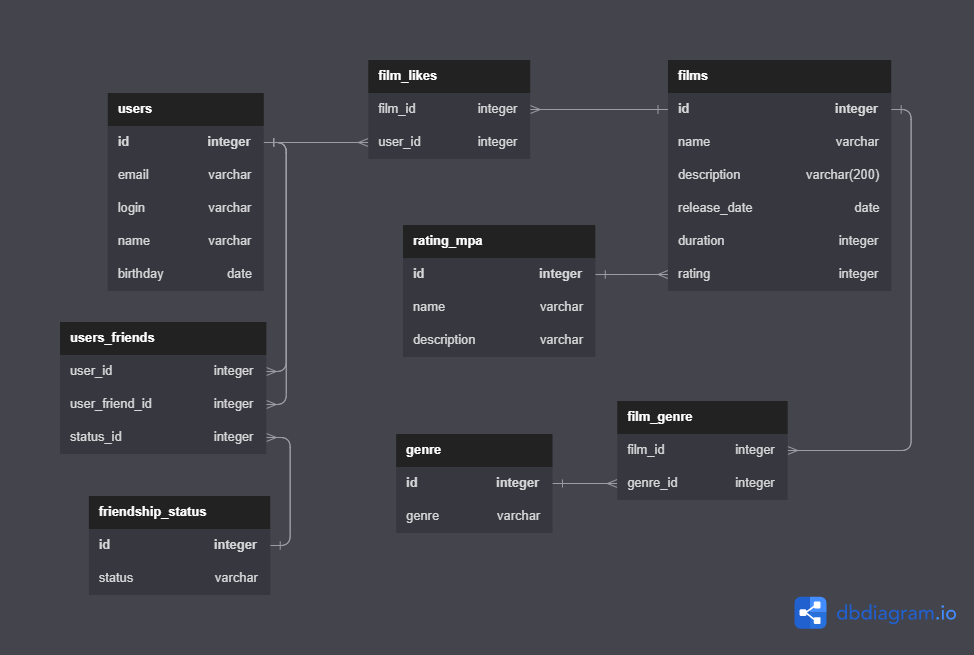 users
id integer
email varchar
login varchar
name varchar
birthday date
film_likes
film_id integer
user_id integer
films
id integer
name varchar
description varchar(200)
release_date date
duration integer
rating integer
rating_mpa
id integer
name varchar
description varchar
users_friends
user_id integer
user_friend_id integer
status_id integer
genre
id integer
genre varchar
film_genre
film_id integer
genre_id integer
friendship_status
id integer
status varchar
dbdiagram.io